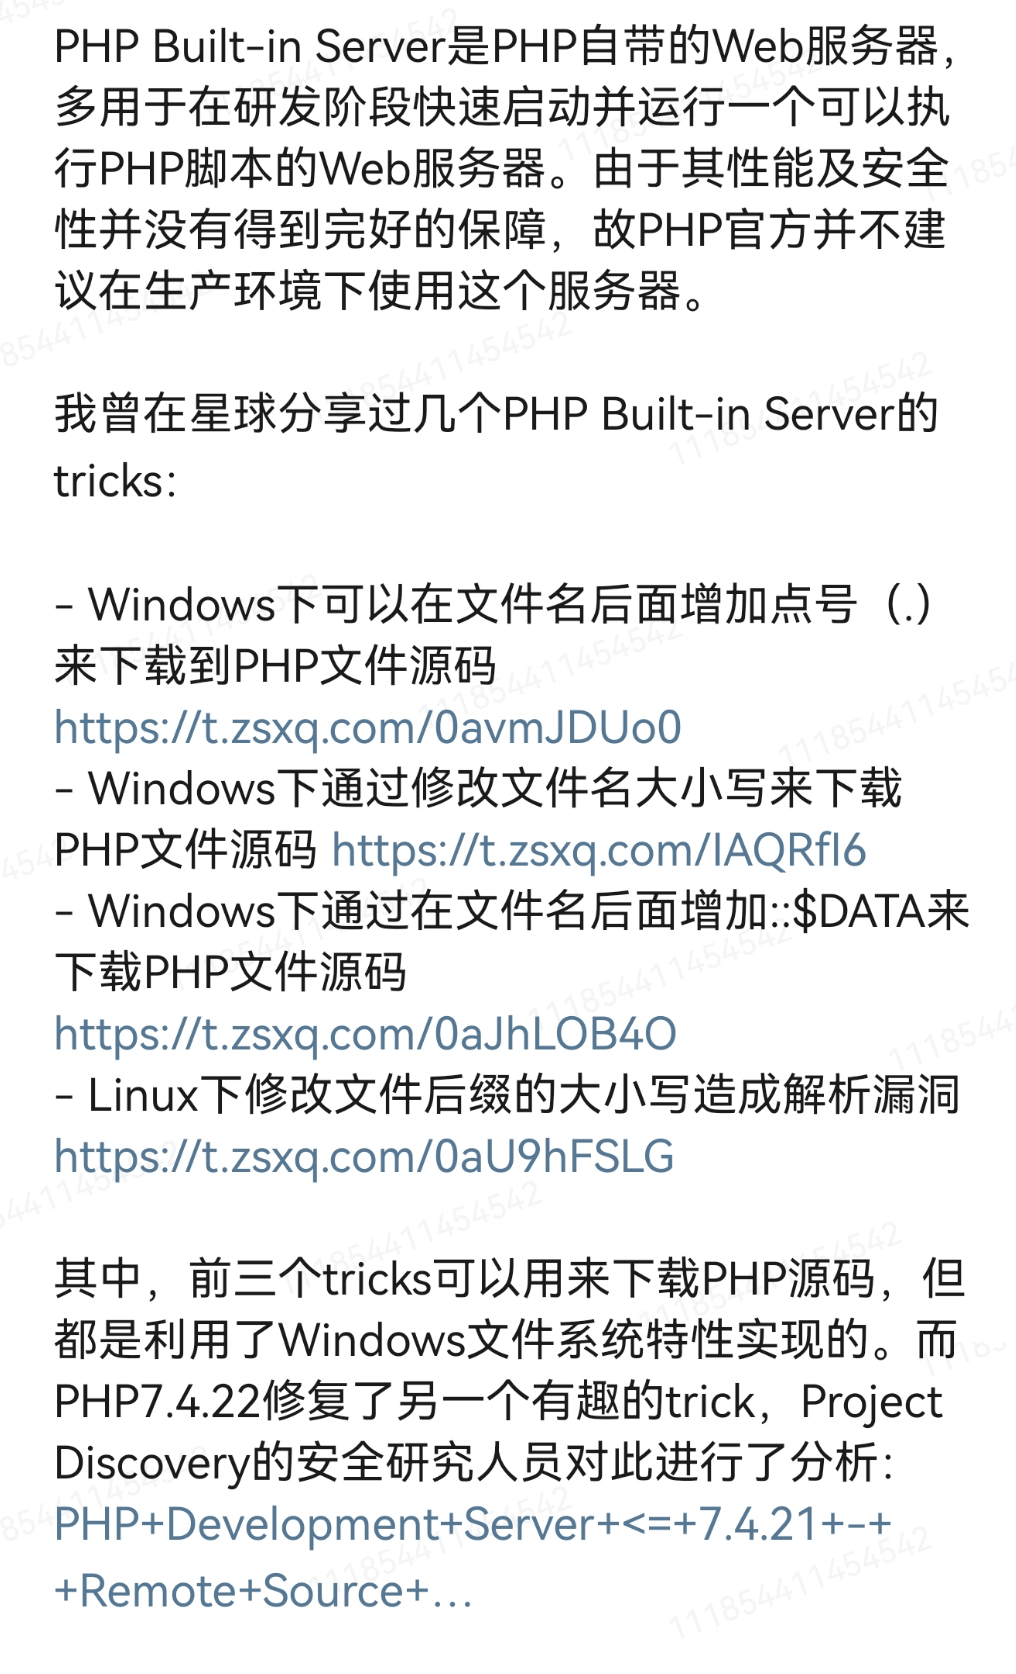 PHP Built-in Server是PHP自带的Web服务器，
多用于在研发阶段快速启动并运行一个可以执
行PHP脚本的Web服务器。由于其性能及安全
性并没有得到完好的保障，故PHP官方并不建
议在生产环境下使用这个服务器。
我曾在星球分享过几个PHP Built-in Server的
tricks：
- Windows下可以在文件名后面增加点号（.）
来下载到PHP文件源码
https://t.zsxq.com/0avmJDUo0
- Windows下通过修改文件名大小写来下载
PHP文件源码 https://t.zsxq.com/IAQRfI6
- Windows下通过在文件名后面增加::$DATA来
下载PHP文件源码
https://t.zsxq.com/0aJhLOB4O
- Linux下修改文件后缀的大小写造成解析漏洞
https://t.zsxq.com/0aU9hFSLG
其中，前三个tricks可以用来下载PHP源码，但
都是利用了Windows文件系统特性实现的。而
PHP7.4.22修复了另一个有趣的trick，Project
Discovery的安全研究人员对此进行了分析：
PHP+Development+Server+<=+7.4.21+-+
+Remote+Source+...
111854411454542